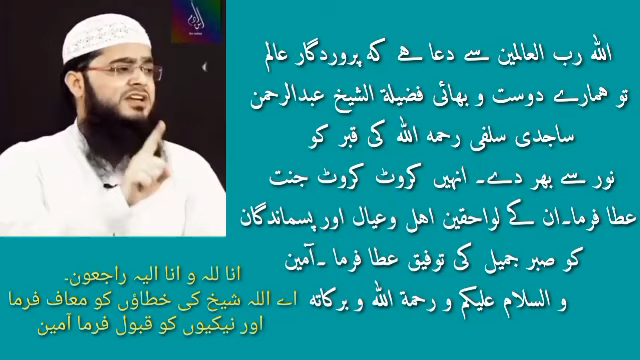 اللہ رب العالمین سے دعا ہے کہ پروردگار عالم
تو ہمارے دوست و بھائی فضیلۃ الشیخ عبدالرحمن
ساجدی سلفی رحمہ اللہ کی قبر کو
نور سے بھر دے۔ انہیں کروٹ کروٹ جنت
عطا فرما۔ان کے لواحقین اھل وعیال اور پسماندگان
کو صبر جمیل کی توفیق عطا فرما ۔آمین
و السلام علیکم و رحمۃ اللہ و برکاتہ
انا للہ و انا الیہ راجعون۔
اے اللہ شیخ کی خطاؤں کو معاف فرما
اور نیکیوں کو قبول فرما آمین